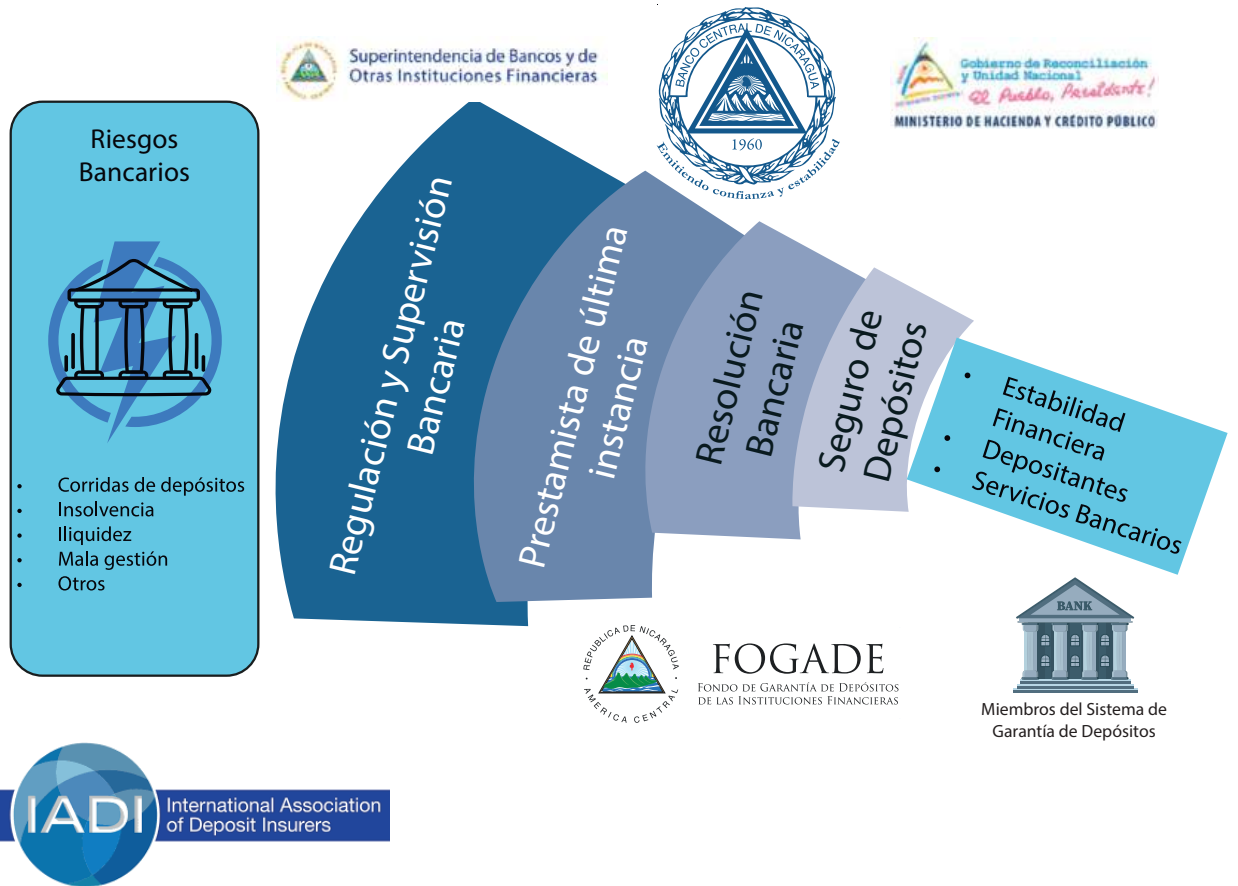 Superintendencia de Bancos y de
Otras Instituciones Financieras
BANCO CENTRAL DE NICARAGUA
1960
Emitiendo confianza y estabilidad
Gobierno de Reconciliación
y Unidad Nacional
El Pueblo, Presidente!
MINISTERIO DE HACIENDA Y CRÉDITO PÚBLICO
Riesgos
Bancarios
• Corridas de depósitos
• Insolvencia
• Iliquidez
• Mala gestión
• Otros
Regulación y Supervisión
Bancaria
Prestamista de última
instancia
Resolución
Bancaria
Seguro de
Depósitos
• Estabilidad
Financiera
• Depositantes
• Servicios Bancarios
REPUBLICA DE NICARAGUA
AMERICA CENTRAL
FOGADE
FONDO DE GARANTÍA DE DEPÓSITOS
DE LAS INSTITUCIONES FINANCIERAS
BANK
Miembros del Sistema de
Garantía de Depósitos
IADI
International Association
of Deposit Insurers